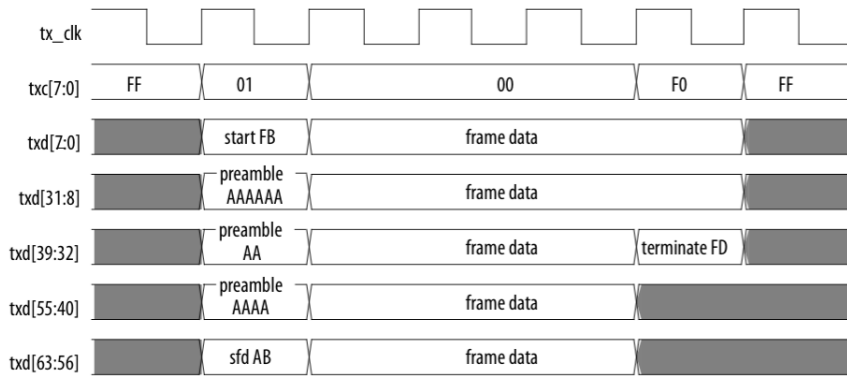 tx_clk
txc[7:0] FF 01 00 F0 FF
txd[7:0] start FB frame data
txd[31:8] preamble AAAAAA frame data
txd[39:32] preamble AA frame data terminate FD
txd[55:40] preamble AAAA frame data
txd[63:56] sfd AB frame data